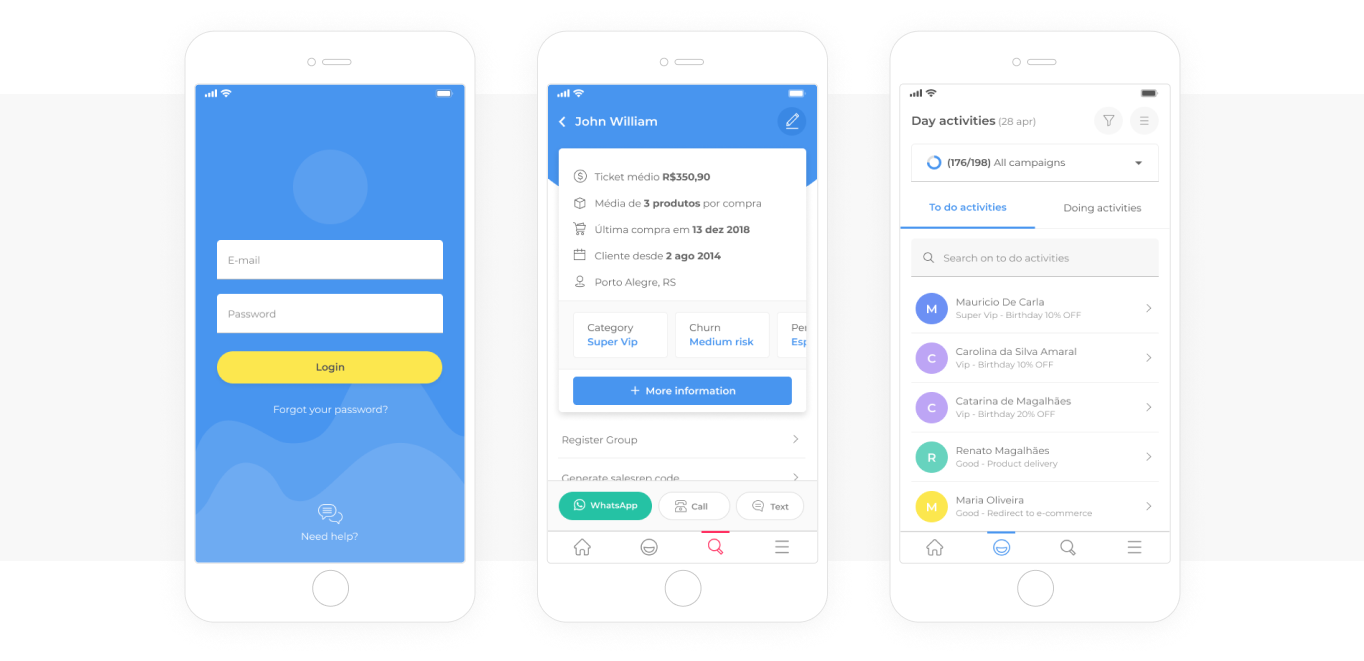 E-mail
Password
Login
Forgot your password?
Need help?
John William
Ticket médio R$350,90
Média de 3 produtos por compra
Última compra em 13 dez 2018
Cliente desde 2 ago 2014
Porto Alegre, RS
Category
Super Vip
Churn
Medium risk
Per
Esp
+ More information
Register Group
Generate salesrep code
WhatsApp
Call
Text
Day activities (28 apr)
(176/198) All campaigns
To do activities
Doing activities
Search on to do activities
M
Mauricio De Carla
Super Vip - Birthday 10% OFF
C
Carolina da Silva Amaral
Vip - Birthday 10% OFF
C
Catarina de Magalhães
Vip - Birthday 20% OFF
R
Renato Magalhães
Good - Product delivery
M
Maria Oliveira
Good - Redirect to e-commerce